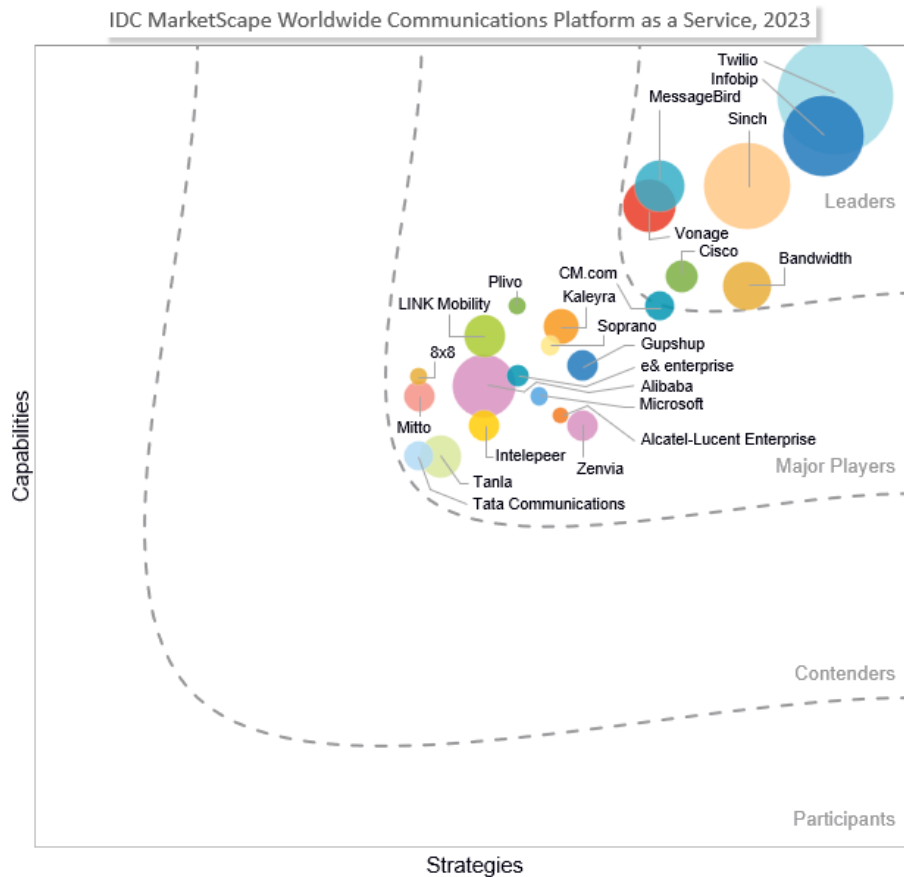 IDC MarketScape Worldwide Communications Platform as a Service, 2023
Twilio
Infobip
MessageBird
Sinch
Leaders
Vonage
Cisco
Bandwidth
CM.com
Plivo
Kaleyra
LINK Mobility
Soprano
Gupshup
8x8
e& enterprise
Alibaba
Microsoft
Mitto
Alcatel-Lucent Enterprise
Intelepeer
Zenvia
Major Players
Tanla
Tata Communications
Capabilities
Contenders
Participants
Strategies